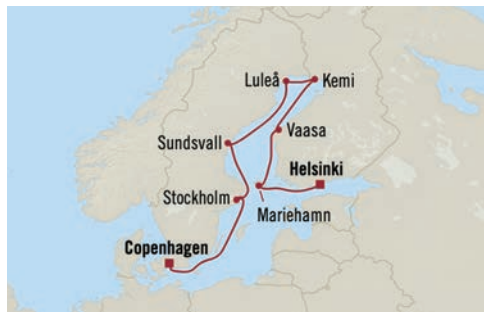 Luleå
Kemi
Vaasa
Sundsvall
Helsinki
Stockholm
Mariehamn
Copenhagen